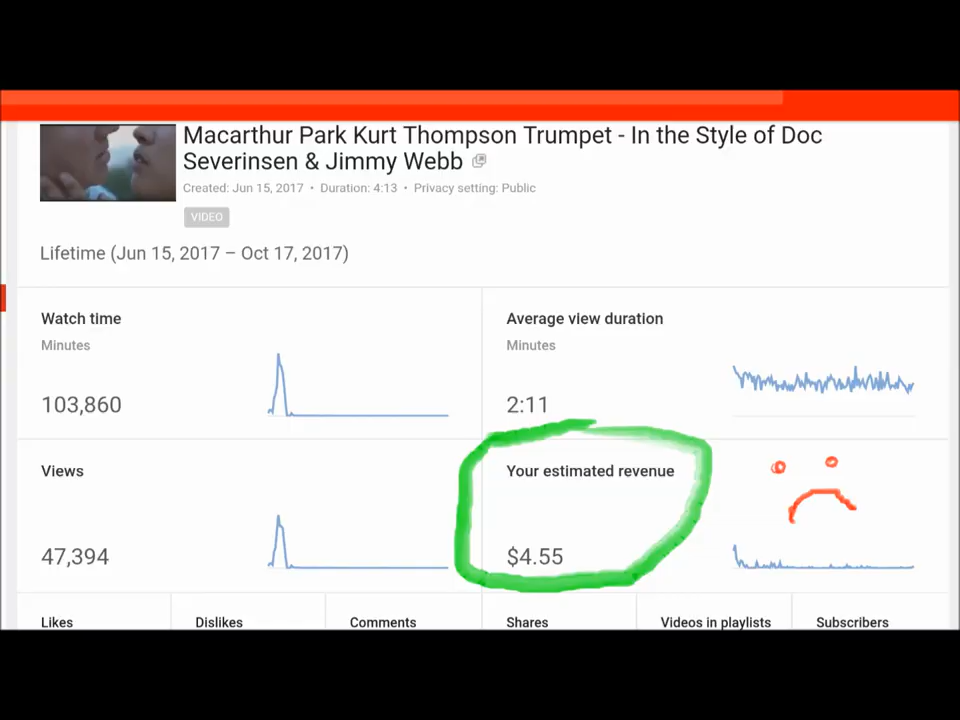 Macarthur Park Kurt Thompson Trumpet - In the Style of Doc
Severinsen & Jimmy Webb
Created: Jun 15, 2017 • Duration: 4:13 • Privacy setting: Public
VIDEO
Lifetime (Jun 15, 2017 – Oct 17, 2017)
Watch time
Minutes
103,860
Average view duration
Minutes
2:11
Views
47,394
Your estimated revenue
$4.55
Likes
Dislikes
Comments
Shares
Videos in playlists
Subscribers